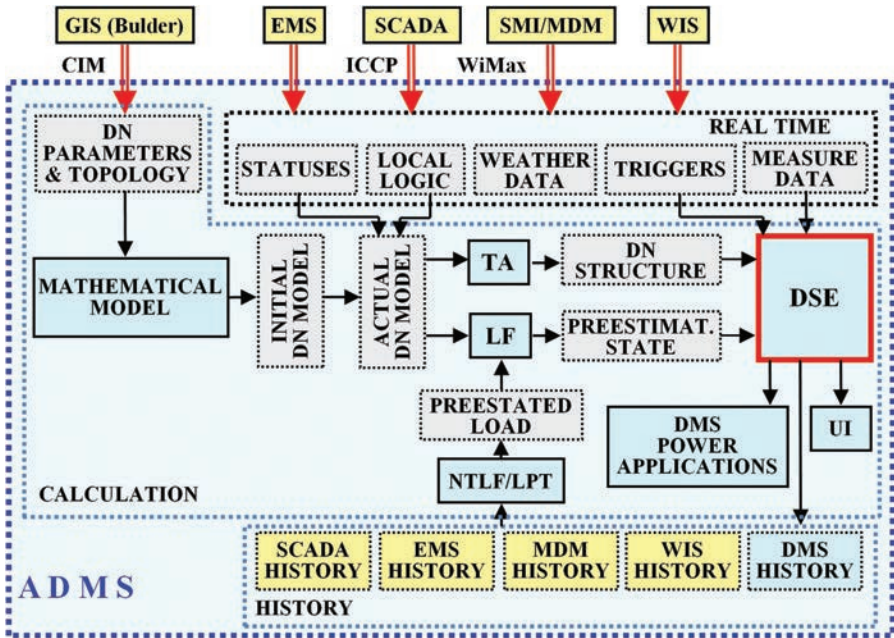 GIS (Bulder)
EMS
SCADA
SMI/MDM
WIS
CIM
ICCP
WiMax
REAL TIME
DN
PARAMETERS
& TOPOLOGY
STATUSES
LOCAL
LOGIC
WEATHER
DATA
TRIGGERS
MEASURE
DATA
MATHEMATICAL
MODEL
INITIAL
DN MODEL
ACTUAL
DN MODEL
TA
DN
STRUCTURE
DSE
LF
PREESTIMAT.
STATE
PREESTATED
LOAD
DMS
POWER
APPLICATIONS
UI
NTLF/LPT
CALCULATION
SCADA
HISTORY
EMS
HISTORY
MDM
HISTORY
WIS
HISTORY
DMS
HISTORY
ADMS
HISTORY